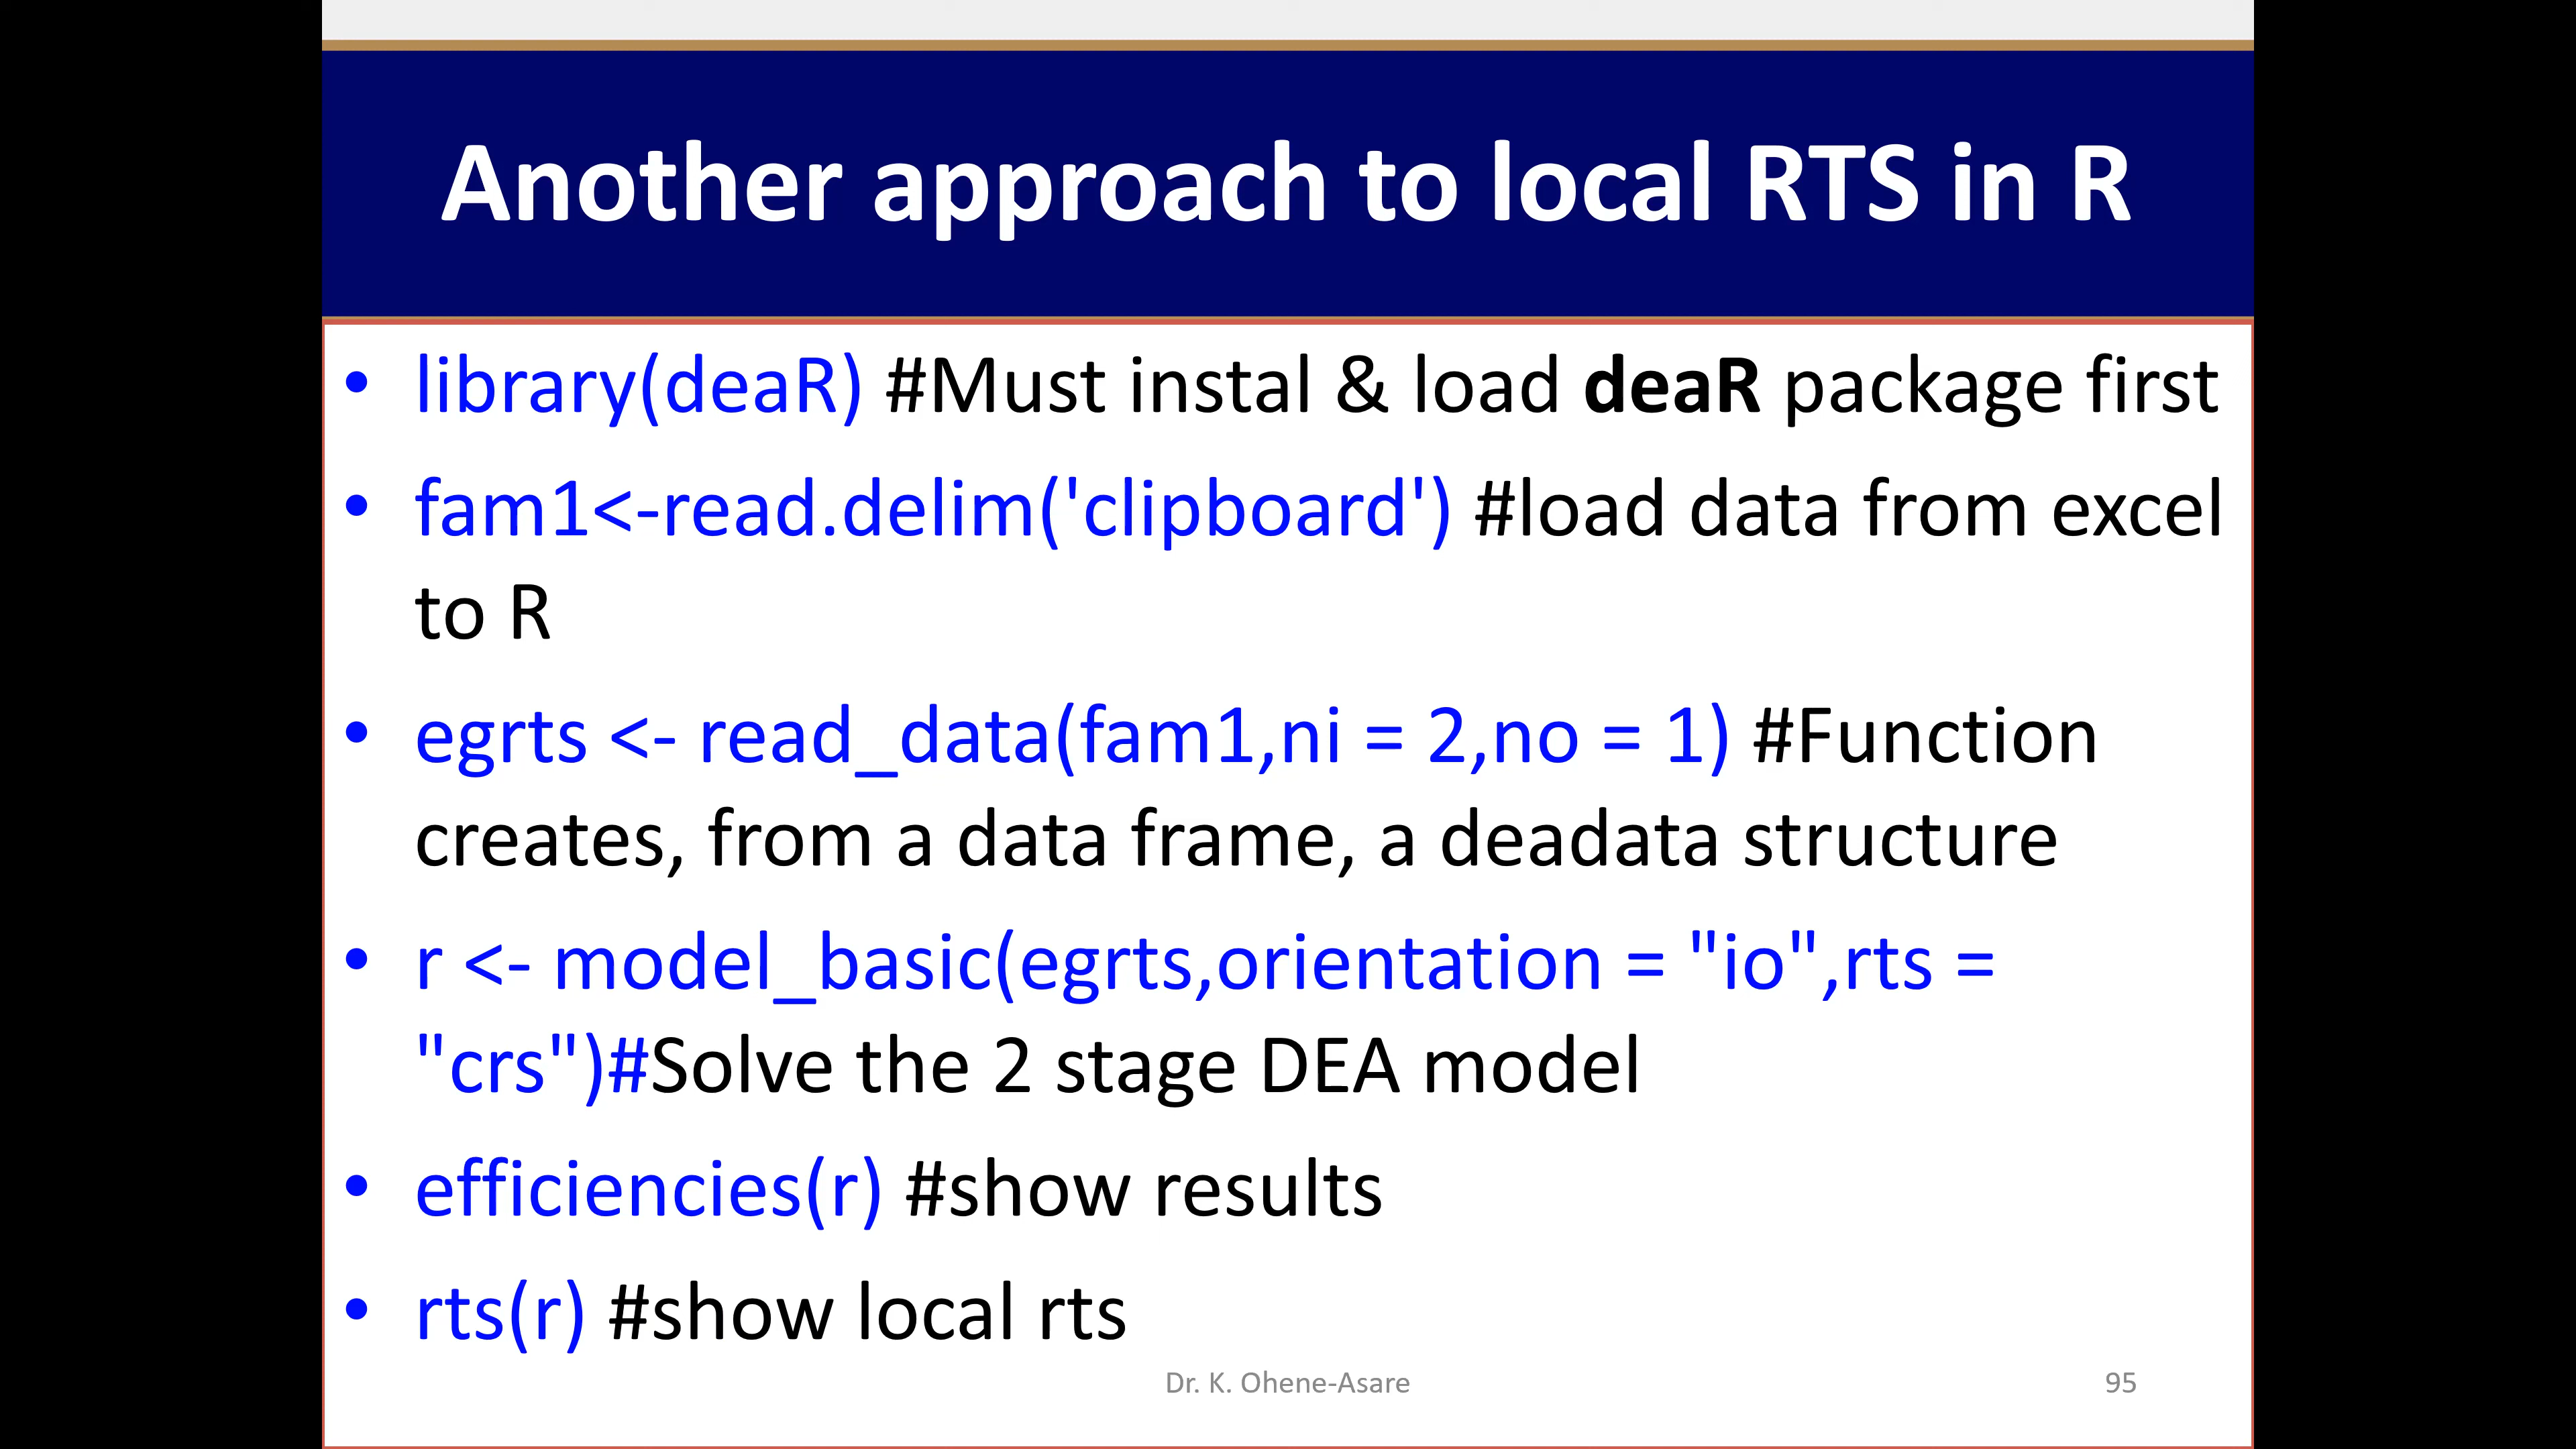 Another approach to local RTS in R
• library(deaR) #Must instal & load deaR package first
• fam1<-read.delim('clipboard') #load data from excel
to R
• egrts <- read_data(fam1,ni = 2,no = 1) #Function
creates, from a data frame, a deadata structure
• r <- model_basic(egrts,orientation = "io",rts =
"crs")#Solve the 2 stage DEA model
• efficiencies(r) #show results
• rts(r) #show local rts
Dr. K. Ohene-Asare
95